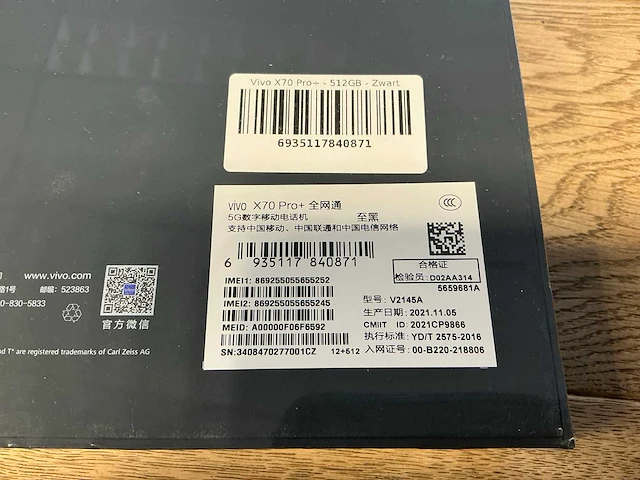 Vivo X70 Pro+ - 512GB - Zwart
6935117840871
vivo X70 Pro+ 全网通
5G数字移动电话机 至黑
支持中国移动、中国联通和中国电信网络
CCC
6 935117 840871
合格证
检验员: D02AA314
5659681A
IMEI1: 869255055655252
IMEI2: 869255055655245
MEID: A00000F06F6592
SN:3408470277001CZ 12+512
型号: V2145A
生产日期: 2021.11.05
CMIIT ID: 2021CP9866
执行标准: YD/T 2575-2016
入网证号: 00-B220-218806
www.vivo.com
路1号 邮编: 523863
0-830-5833
官方微信
d T* are registered trademarks of Carl Zeiss AG